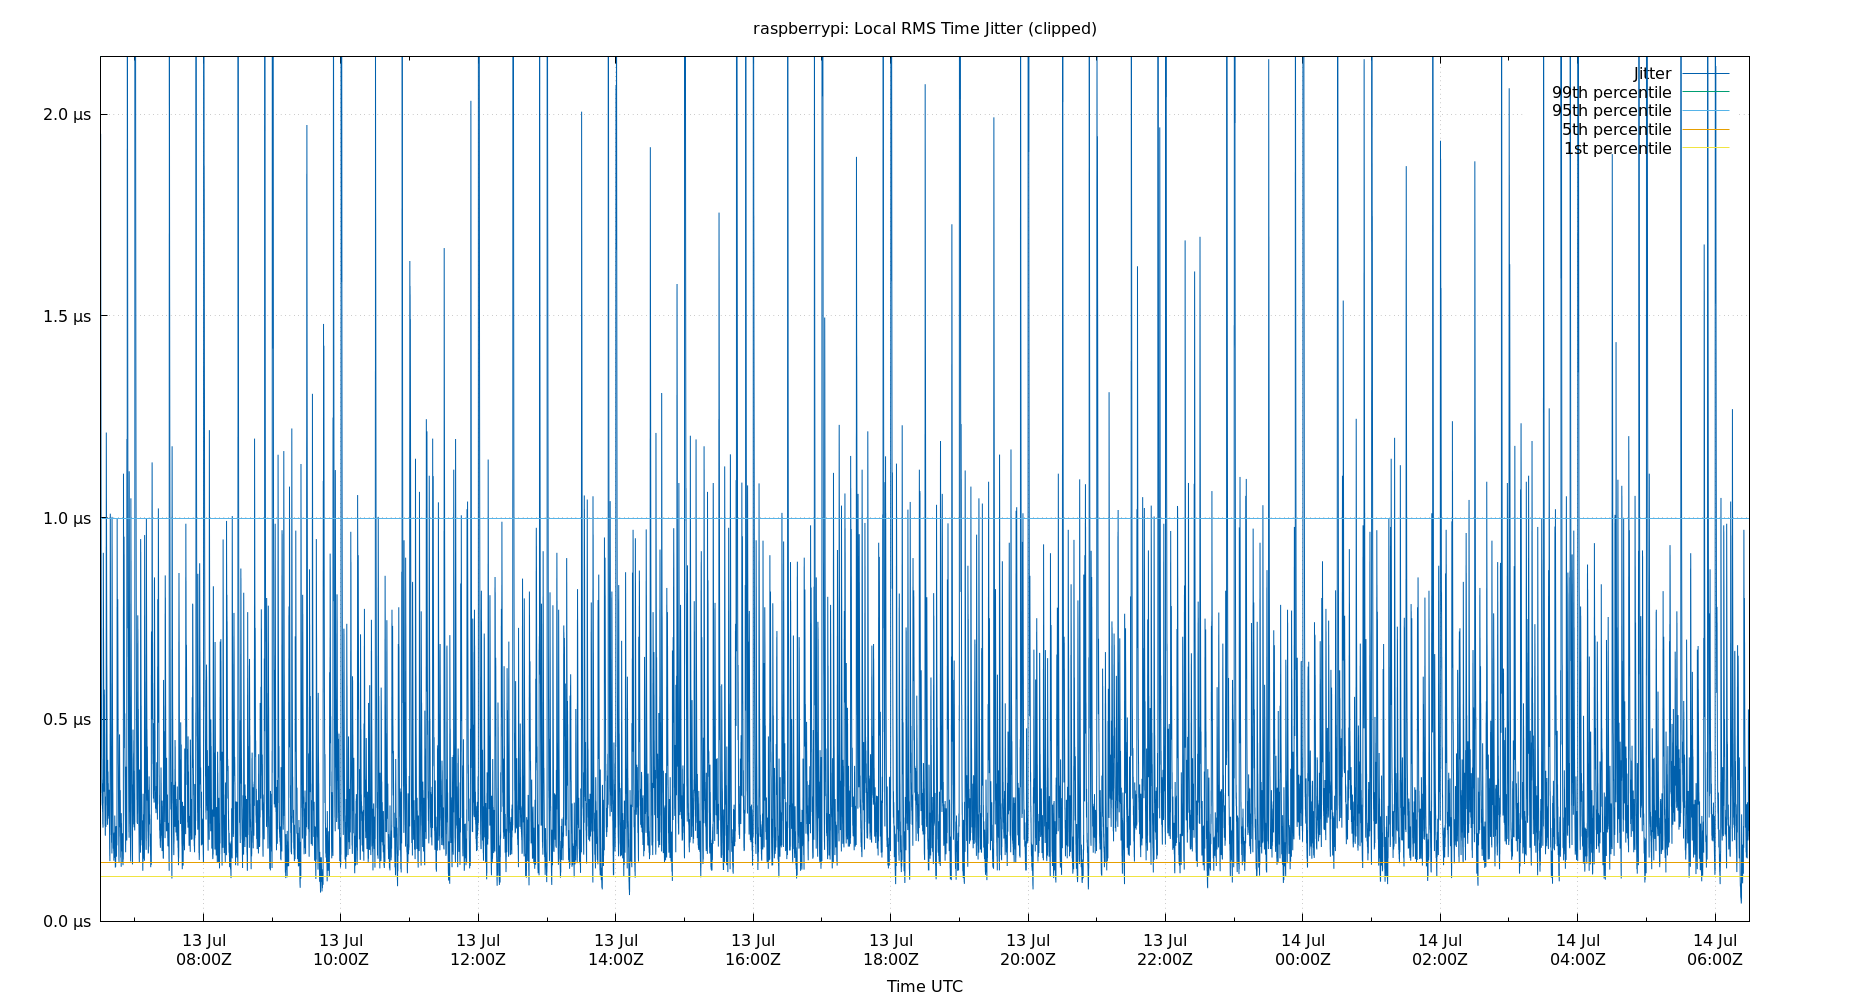 raspberrypi: Local RMS Time Jitter (clipped)
Jitter
99th percentile
95th percentile
5th percentile
1st percentile
2.0 µs
1.5 µs
1.0 µs
0.5 µs
0.0 µs
13 Jul 13 Jul 13 Jul 13 Jul 13 Jul 13 Jul 13 Jul 13 Jul 14 Jul 14 Jul 14 Jul 14 Jul
08:00Z 10:00Z 12:00Z 14:00Z 16:00Z 18:00Z 20:00Z 22:00Z 00:00Z 02:00Z 04:00Z 06:00Z
Time UTC